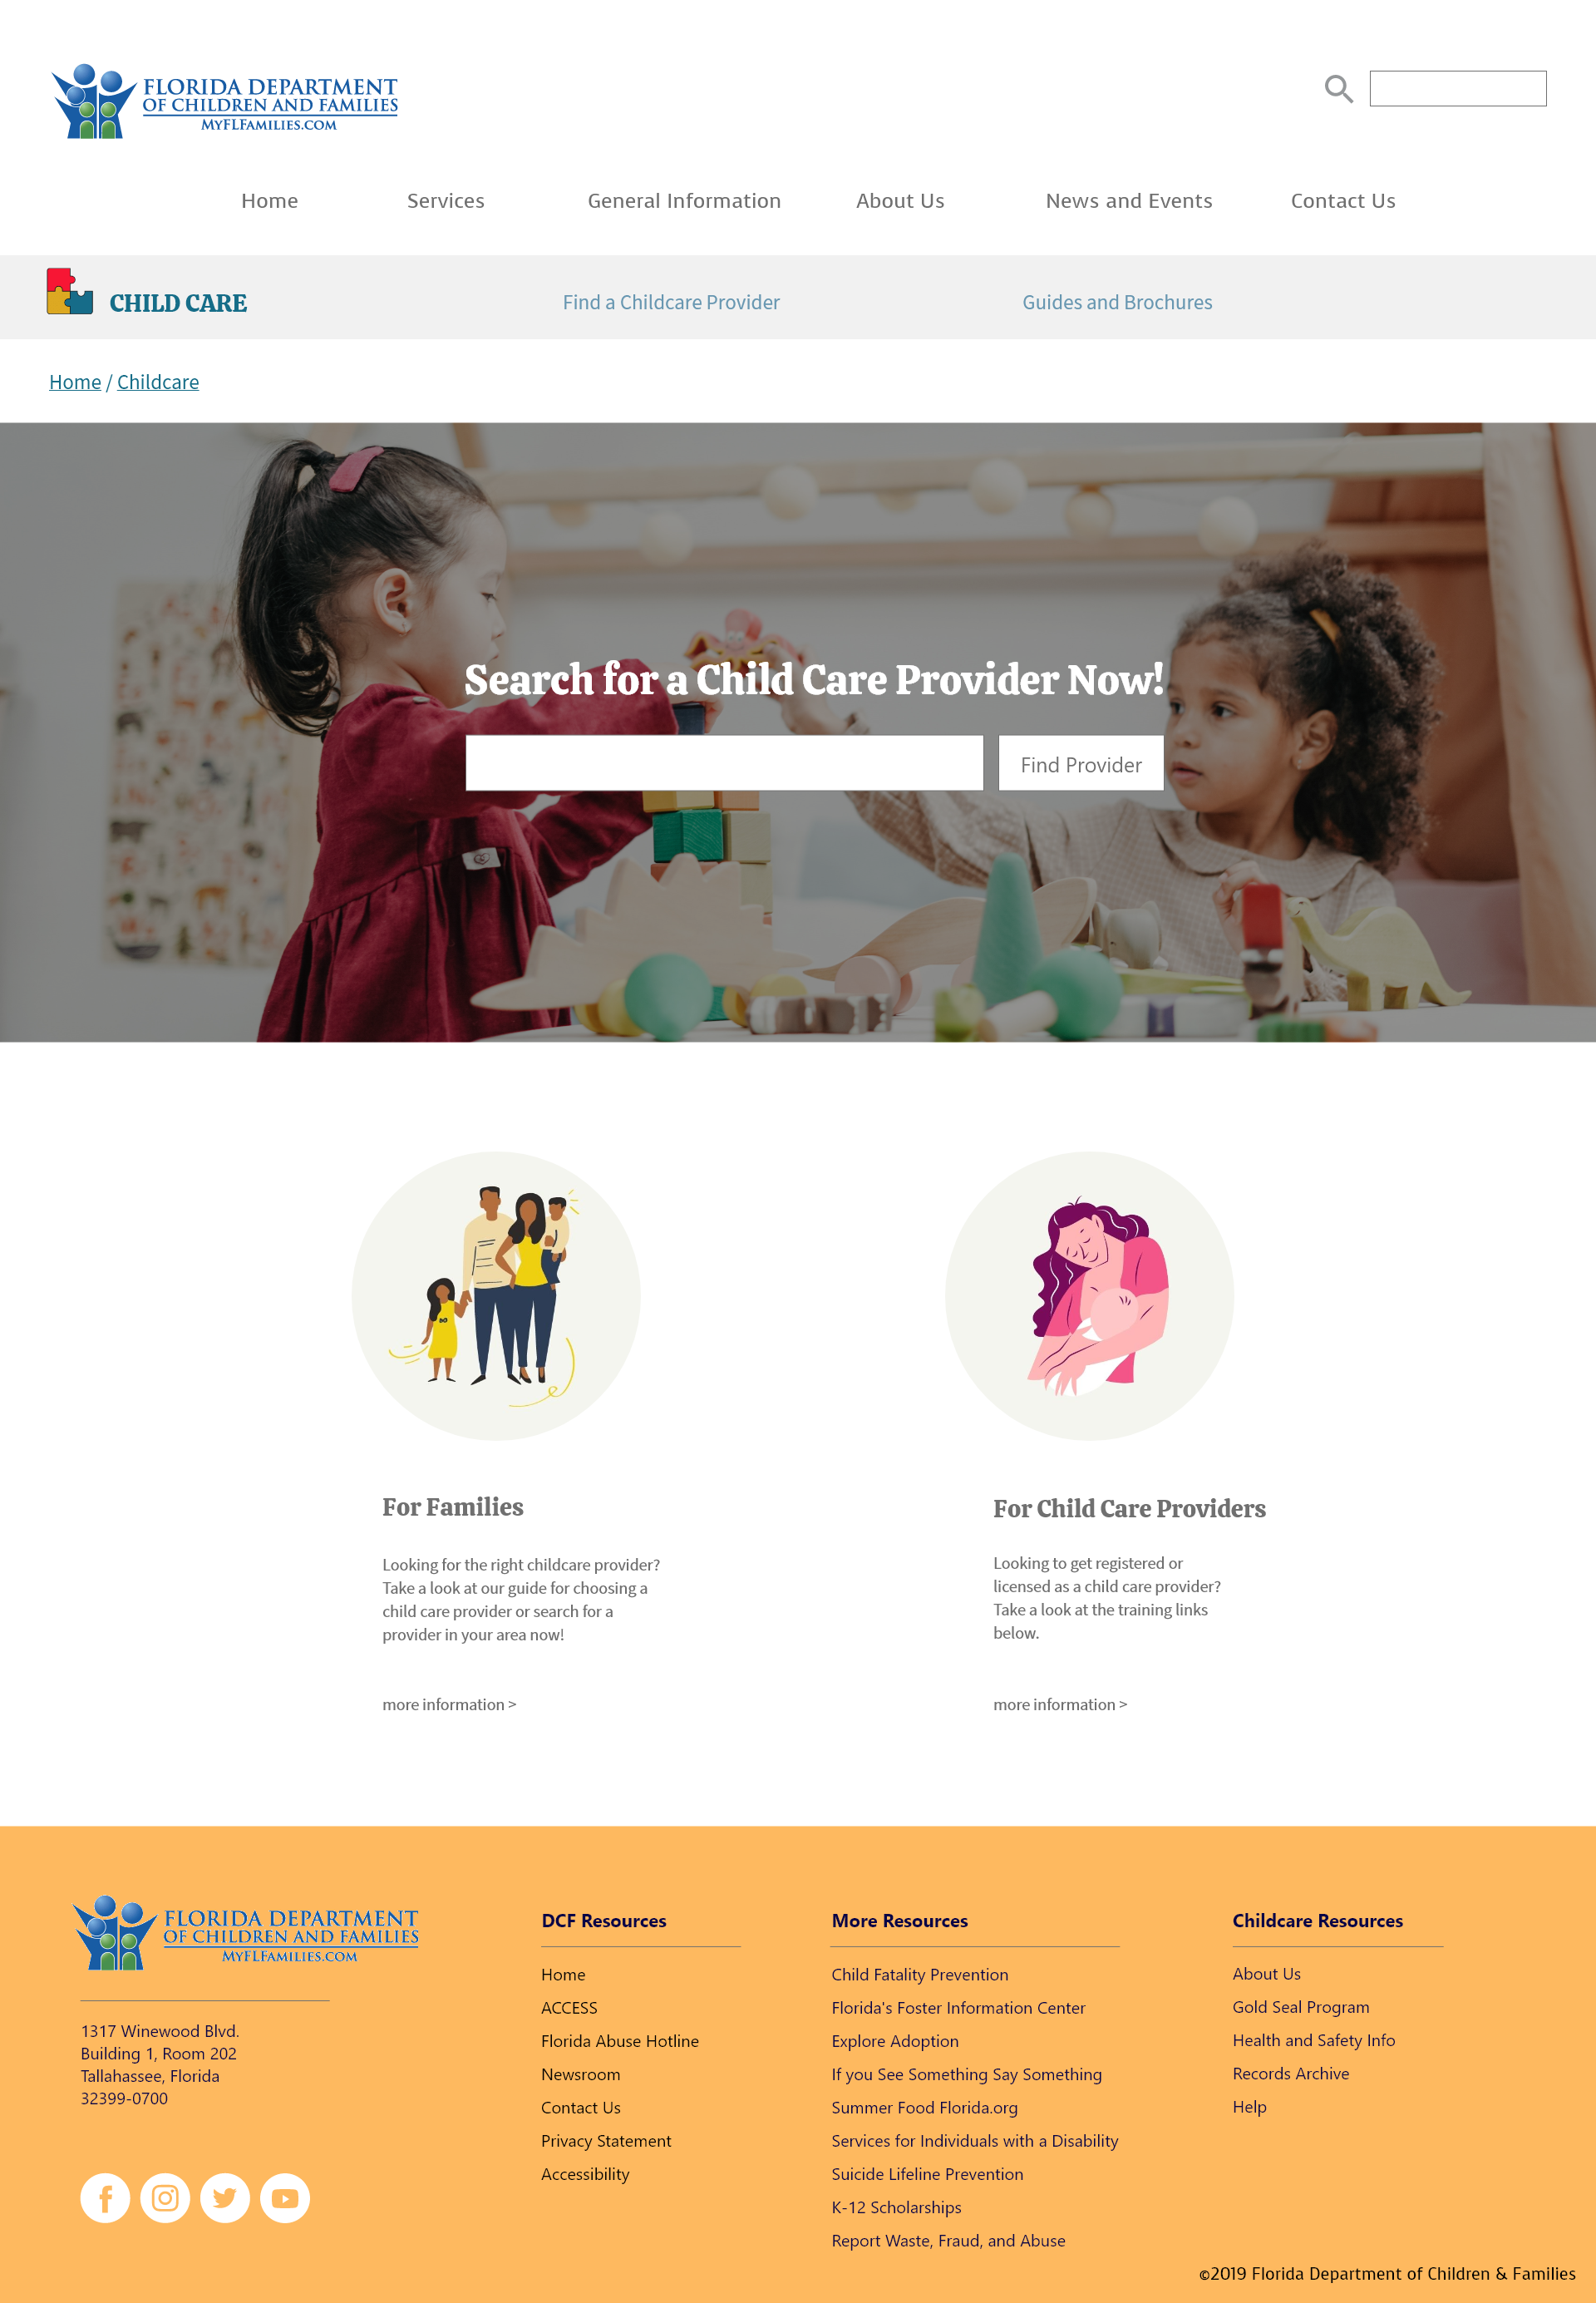 FLORIDA DEPARTMENT
OF CHILDREN AND FAMILIES
MYFLFAMILIES.COM
Home
Services
General Information
About Us
News and Events
Contact Us
CHILD CARE
Find a Childcare Provider
Guides and Brochures
Home / Childcare
Search for a Child Care Provider Now!
Find Provider
For Families
Looking for the right childcare provider?
Take a look at our guide for choosing a
child care provider or search for a
provider in your area now!
more information >
For Child Care Providers
Looking to get registered or
licensed as a child care provider?
Take a look at the training links
below.
more information >
FLORIDA DEPARTMENT
OF CHILDREN AND FAMILIES
MYFLFAMILIES.COM
1317 Winewood Blvd.
Building 1, Room 202
Tallahassee, Florida
32399-0700
DCF Resources
Home
ACCESS
Florida Abuse Hotline
Newsroom
Contact Us
Privacy Statement
Accessibility
More Resources
Child Fatality Prevention
Florida's Foster Information Center
Explore Adoption
If you See Something Say Something
Summer Food Florida.org
Services for Individuals with a Disability
Suicide Lifeline Prevention
K-12 Scholarships
Report Waste, Fraud, and Abuse
Childcare Resources
About Us
Gold Seal Program
Health and Safety Info
Records Archive
Help
©2019 Florida Department of Children & Families